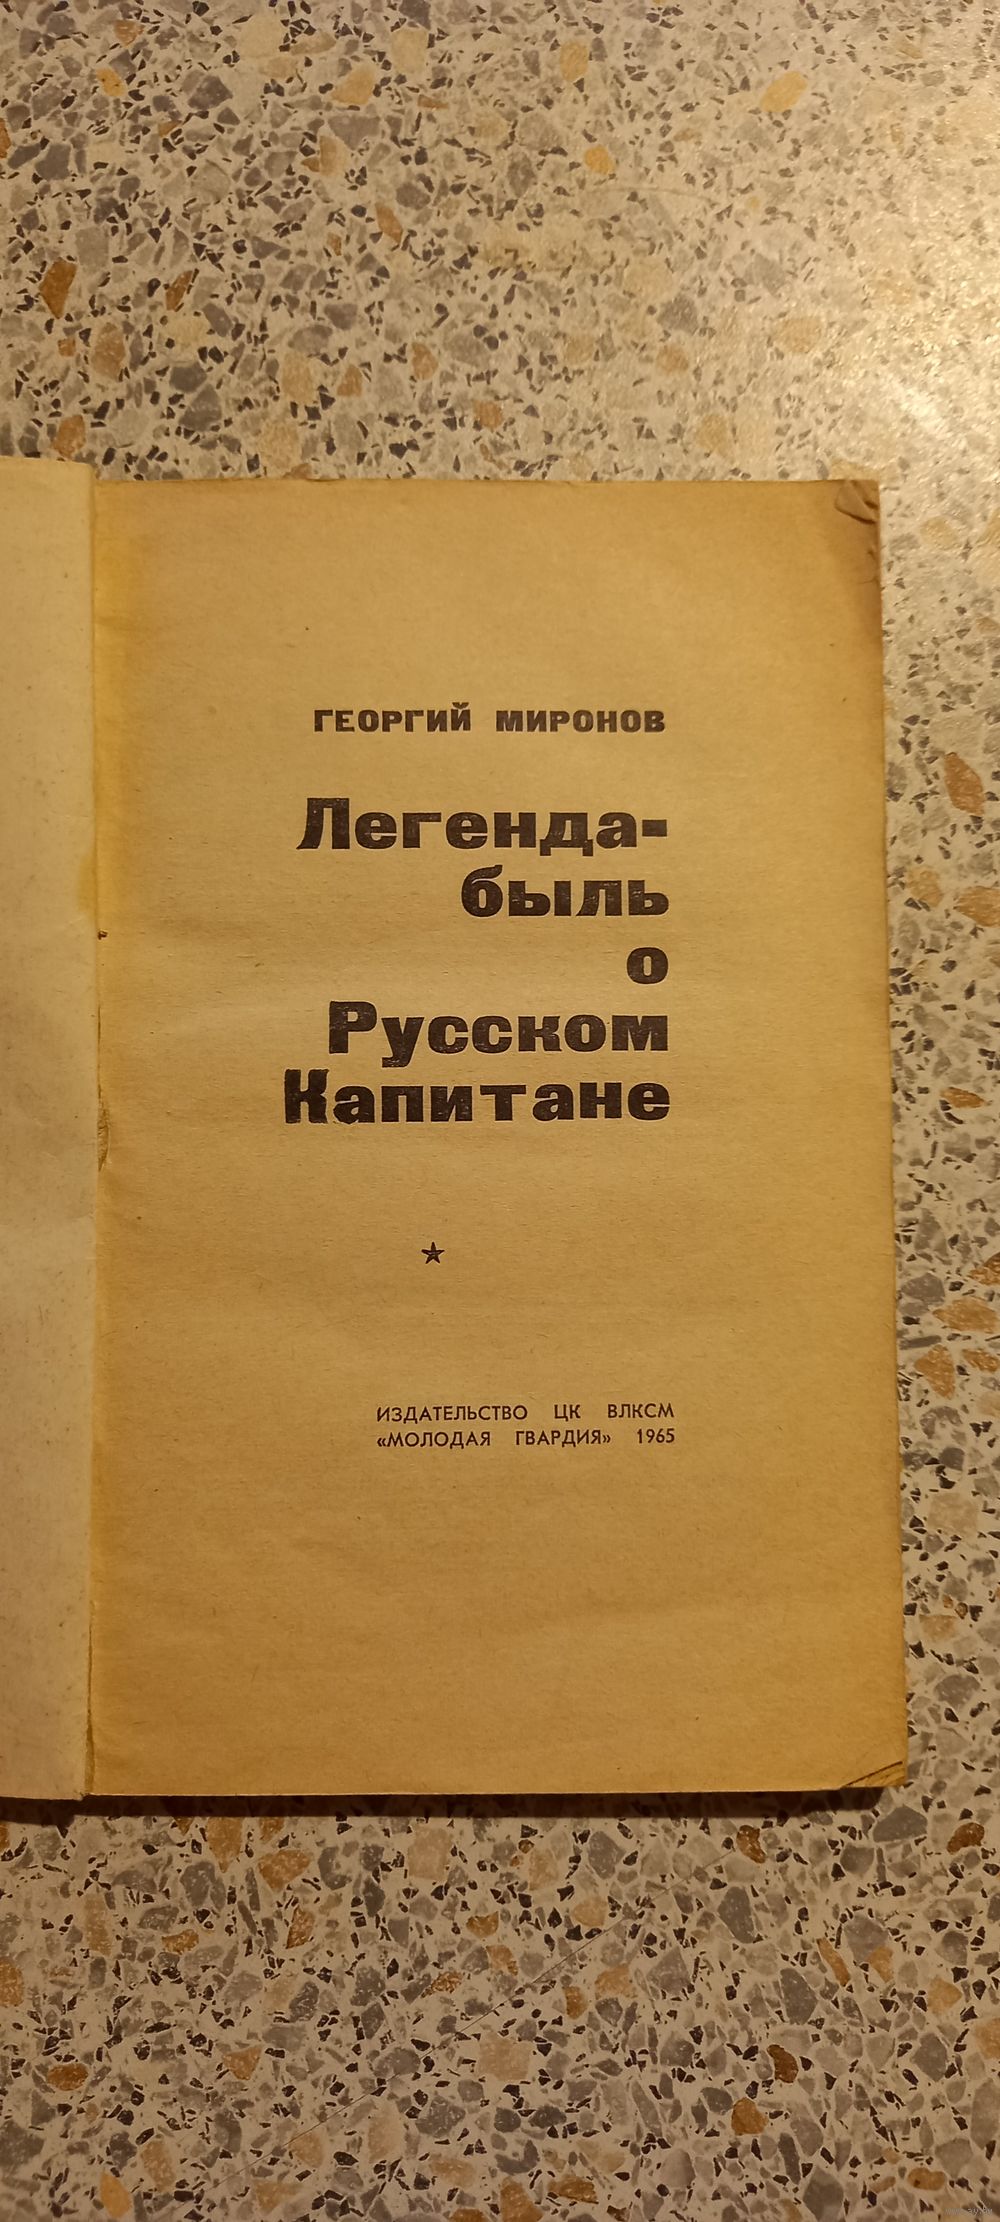 ГЕОРГИЙ МИРОНОВ
Легенда-
быль
о
Русском
Капитане
ИЗДАТЕЛЬСТВО ЦК ВЛКСМ
«МОЛОДАЯ ГВАРДИЯ» 1965